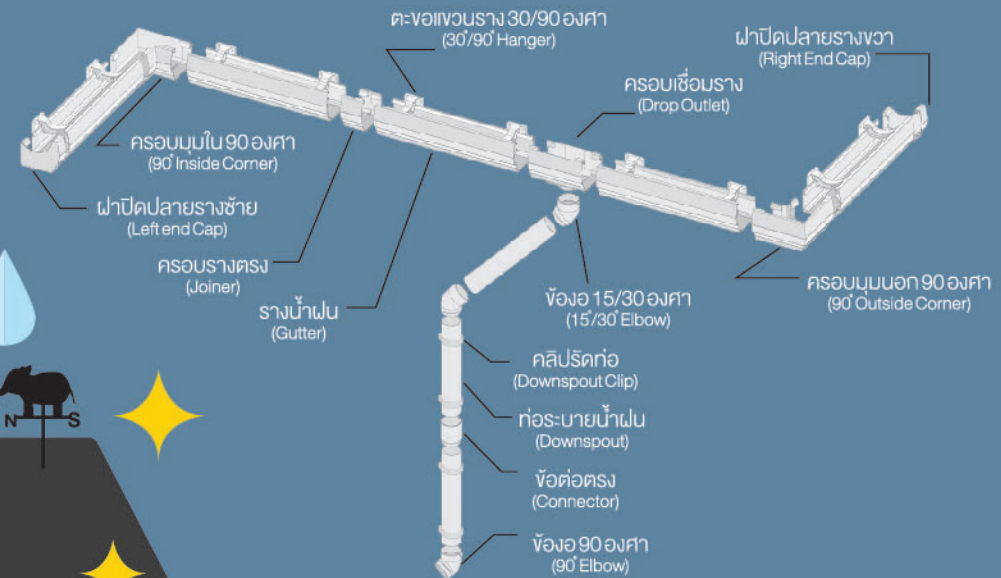 ตะขอแขวนราง 30/90 องศา
(30°/90° Hanger)
ฝาปิดปลายรางขวา
(Right End Cap)
ครอบเชื่อมราง
(Drop Outlet)
ครอบมุมใน 90 องศา
(90° Inside Corner)
ฝาปิดปลายรางซ้าย
(Left end Cap)
ครอบรางตรง
(Joiner)
รางน้ำฝน
(Gutter)
ข้องอ 15/30 องศา
(15°/30° Elbow)
ครอบมุมนอก 90 องศา
(90° Outside Corner)
คลิปรัดท่อ
(Downspout Clip)
ท่อระบายน้ำฝน
(Downspout)
ข้อต่อตรง
(Connector)
ข้องอ 90 องศา
(90° Elbow)
N S